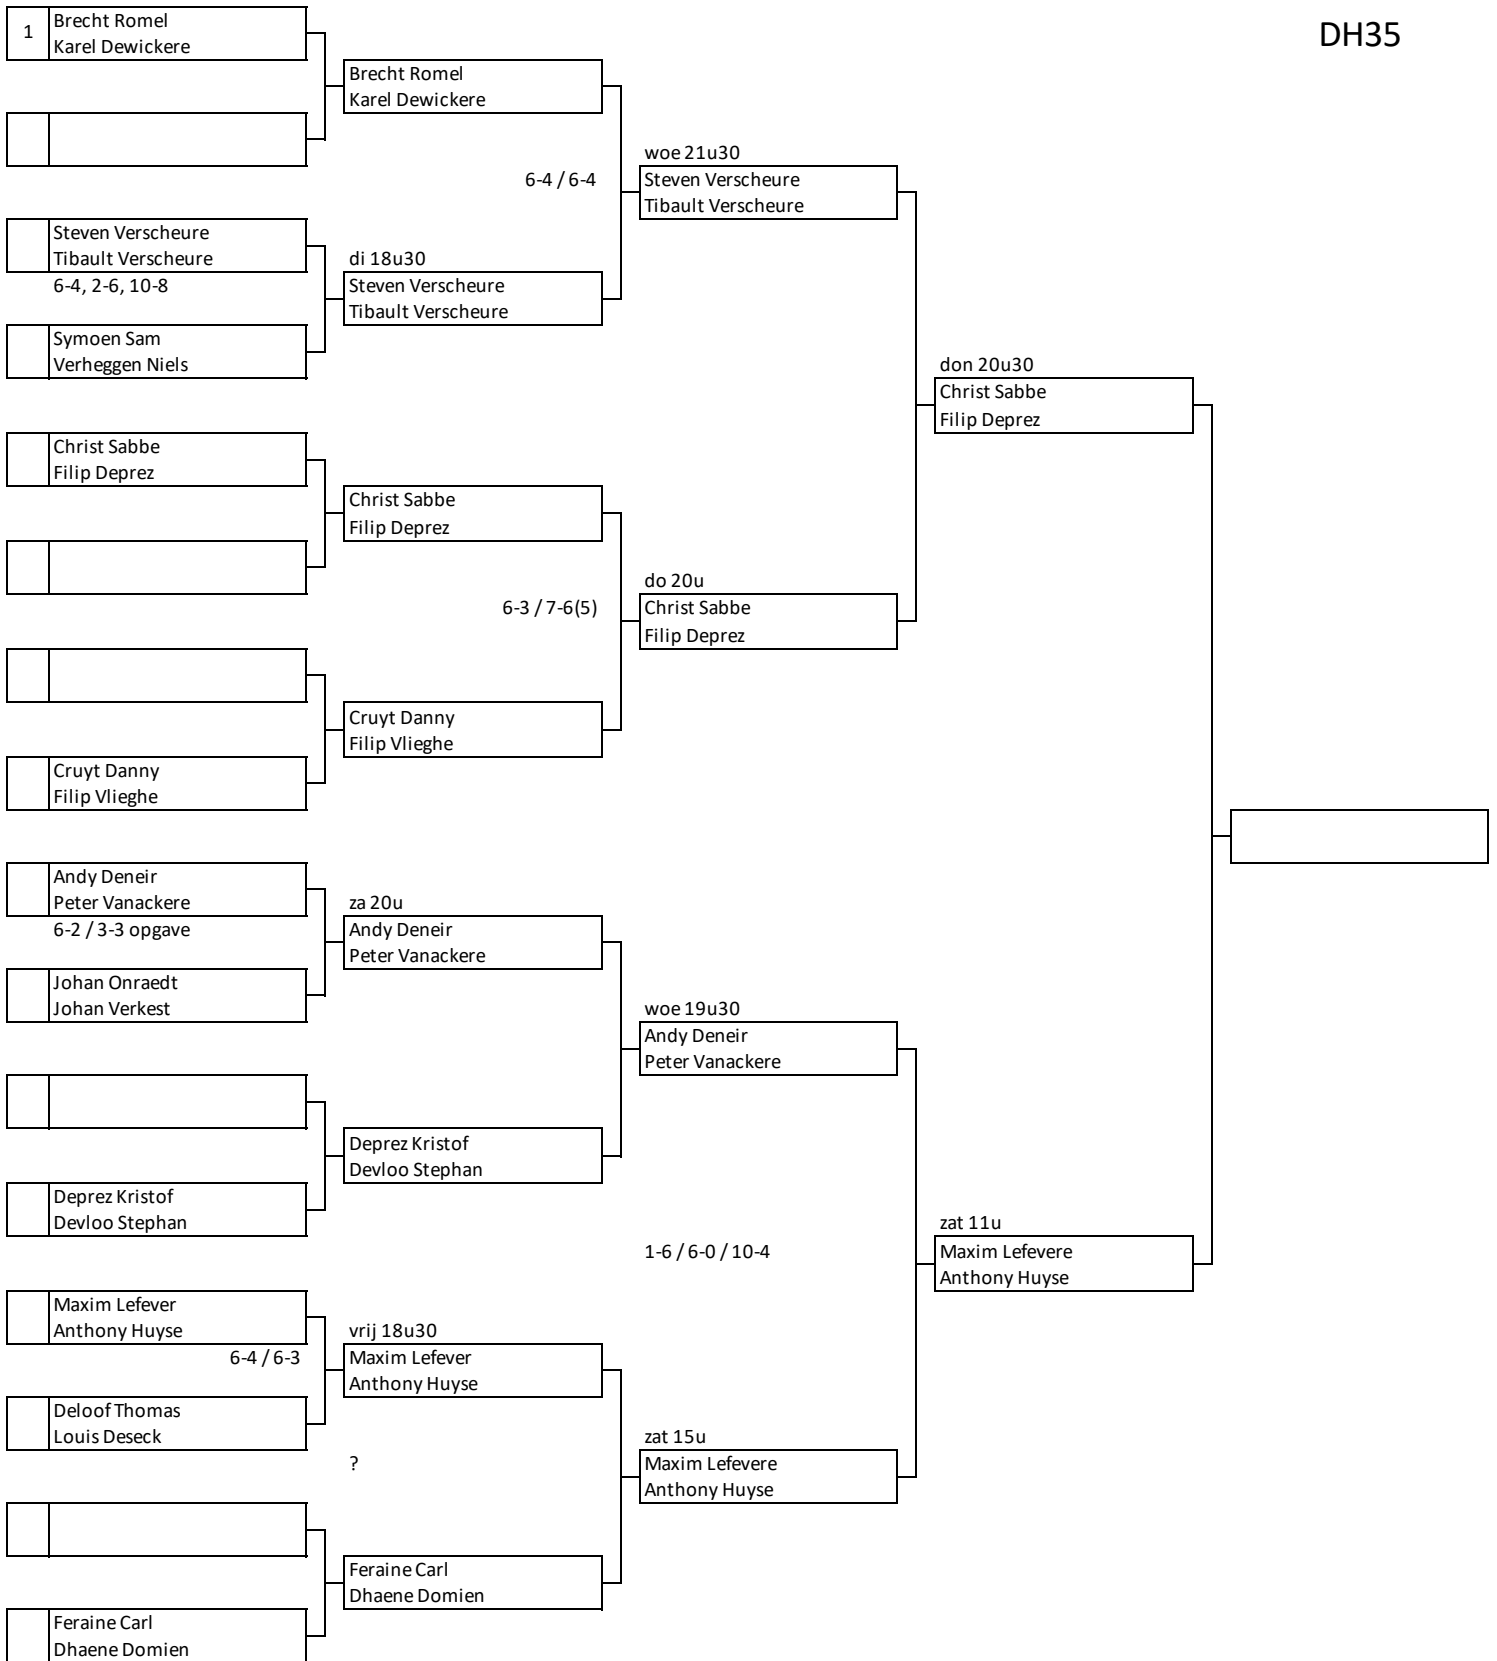 DH35
1
Brecht Romel
Karel Dewickere
Brecht Romel
Karel Dewickere
woe 21u30
6-4 / 6-4
Steven Verscheure
Tibault Verscheure
Steven Verscheure
Tibault Verscheure
6-4, 2-6, 10-8
di 18u30
Steven Verscheure
Tibault Verscheure
Symoen Sam
Verheggen Niels
don 20u30
Christ Sabbe
Filip Deprez
Christ Sabbe
Filip Deprez
Christ Sabbe
Filip Deprez
do 20u
6-3 / 7-6(5)
Christ Sabbe
Filip Deprez
Cruyt Danny
Filip Vlieghe
Cruyt Danny
Filip Vlieghe
Andy Deneir
Peter Vanackere
6-2 / 3-3 opgave
za 20u
Andy Deneir
Peter Vanackere
Johan Onraedt
Johan Verkest
woe 19u30
Andy Deneir
Peter Vanackere
Deprez Kristof
Devloo Stephan
Deprez Kristof
Devloo Stephan
zat 11u
1-6 / 6-0 / 10-4
Maxim Lefevere
Anthony Huyse
Maxim Lefever
Anthony Huyse
6-4 / 6-3
vrij 18u30
Maxim Lefever
Anthony Huyse
Deloof Thomas
Louis Deseck
?
zat 15u
Maxim Lefevere
Anthony Huyse
Feraine Carl
Dhaene Domien
Feraine Carl
Dhaene Domien